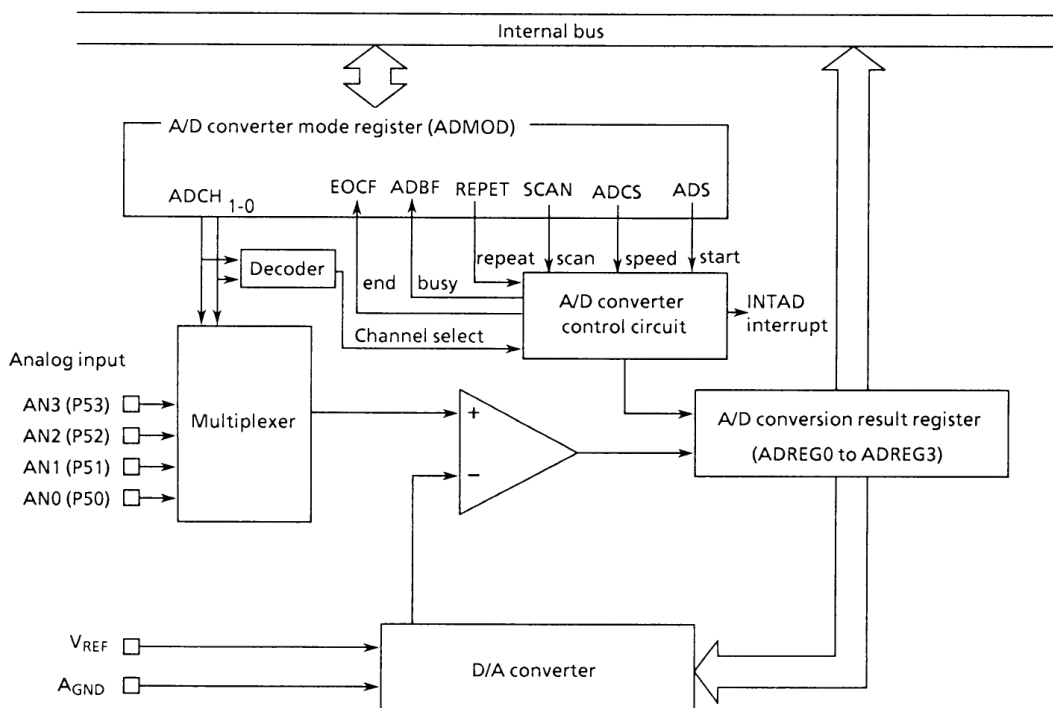 Internal bus
A/D converter mode register (ADMOD)
EOCF ADBF REPET SCAN ADCS ADS
ADCH 1-0
repeat scan speed start
Decoder
end busy
A/D converter
control circuit
INTAD
interrupt
Channel select
Analog input
AN3 (P53)
AN2 (P52)
AN1 (P51)
AN0 (P50)
Multiplexer
+
−
A/D conversion result register
(ADREG0 to ADREG3)
VREF
AGND
D/A converter